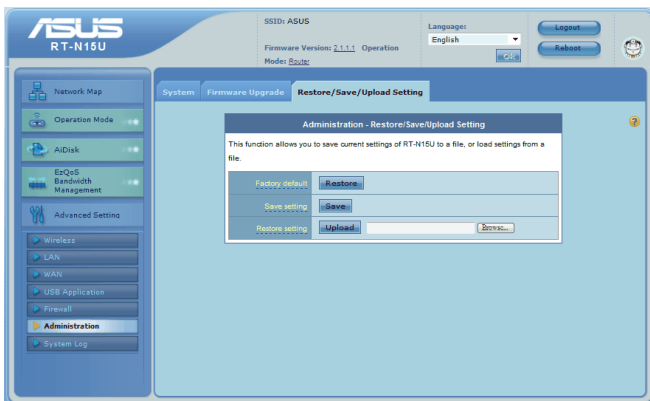 ASUS
RT-N15U
SSID: ASUS
Firmware Version: 2.1.1.1 Operation
Mode: Router
Language:
English
Go!
Logout
Reboot
Network Map
Operation Mode
AiDisk
EzQoS
Bandwidth
Management
Advanced Setting
Wireless
LAN
WAN
USB Application
Firewall
Administration
System Log
System
Firmware Upgrade
Restore/Save/Upload Setting
Administration - Restore/Save/Upload Setting
This function allows you to save current settings of RT-N15U to a file, or load settings from a
file.
Factory default
Restore
Save setting
Save
Restore setting
Upload
Browse...
?